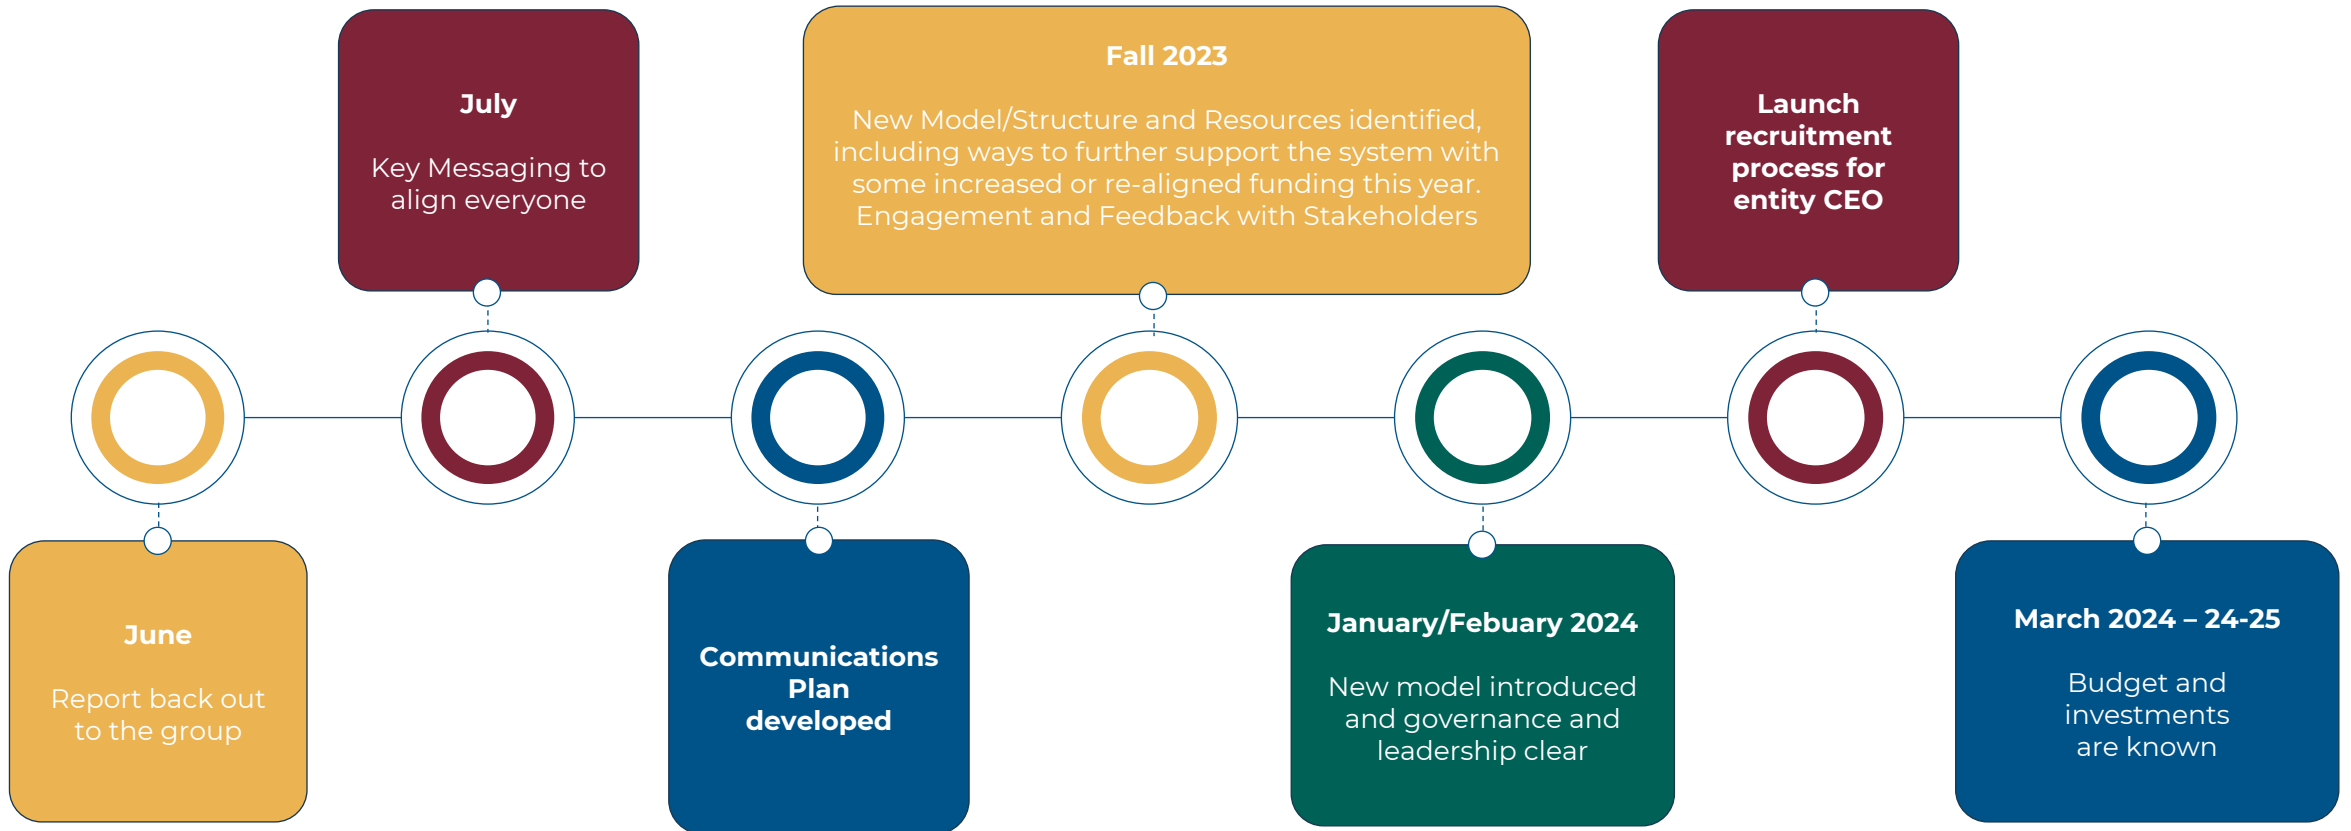 June
Report back out
to the group
July
Key Messaging to
align everyone
Communications
Plan
developed
Fall 2023
New Model/Structure and Resources identified,
including ways to further support the system with
some increased or re-aligned funding this year.
Engagement and Feedback with Stakeholders
January/Febuary 2024
New model introduced
and governance and
leadership clear
Launch
recruitment
process for
entity CEO
March 2024 – 24-25
Budget and
investments
are known